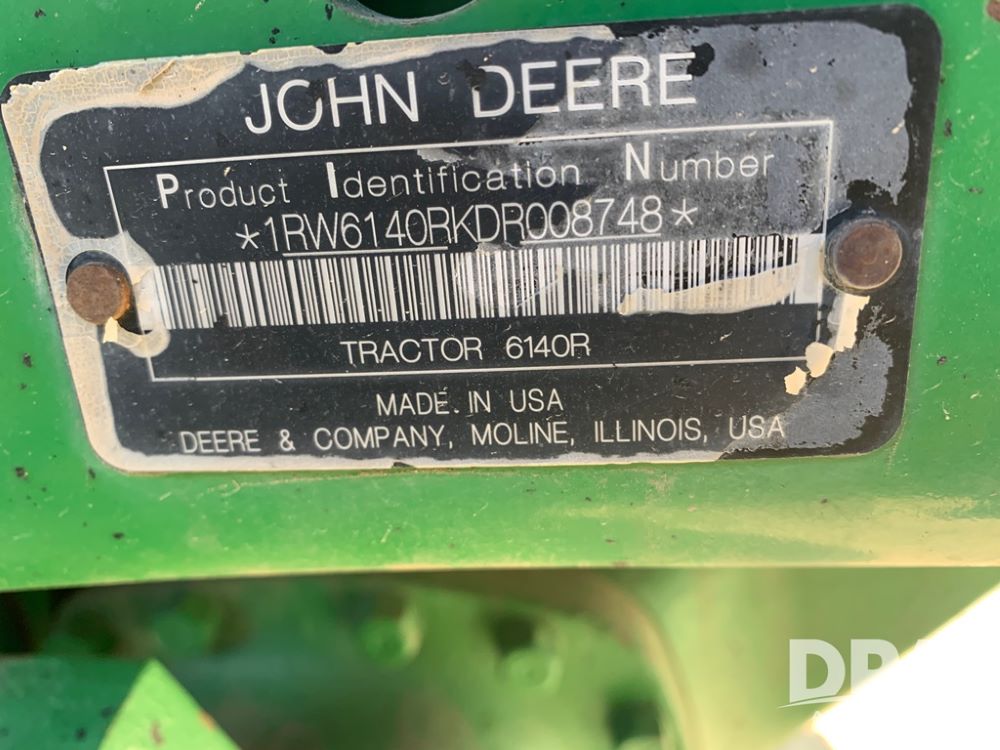 JOHN DEERE
Product Identification Number
*1RW6140RKDR008748*
TRACTOR 6140R
MADE IN USA
DEERE & COMPANY, MOLINE, ILLINOIS, USA